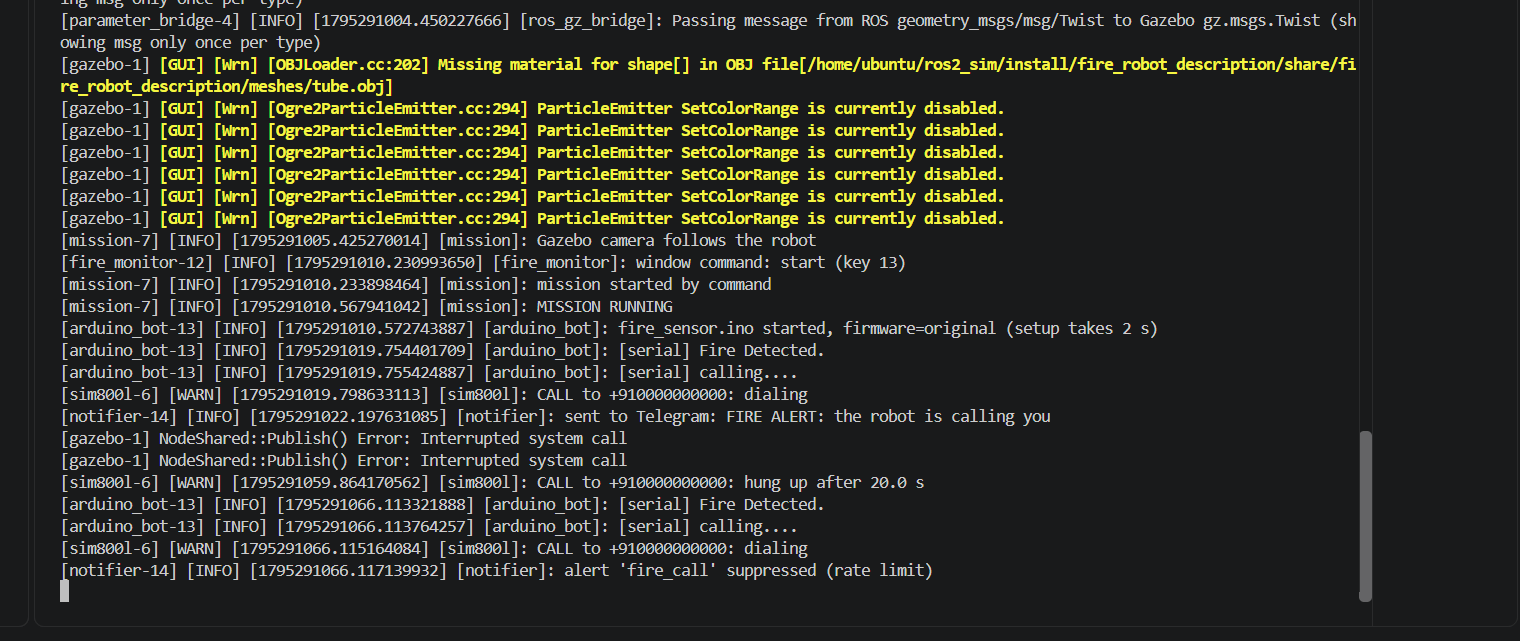 ing msg only once per type)
[parameter_bridge-4] [INFO] [1795291004.450227666] [ros_gz_bridge]: Passing message from ROS geometry_msgs/msg/Twist to Gazebo gz.msgs.Twist (sh
owing msg only once per type)
[gazebo-1] [GUI] [Wrn] [OBJLoader.cc:202] Missing material for shape[] in OBJ file[/home/ubuntu/ros2_sim/install/fire_robot_description/share/fi
re_robot_description/meshes/tube.obj]
[gazebo-1] [GUI] [Wrn] [Ogre2ParticleEmitter.cc:294] ParticleEmitter SetColorRange is currently disabled.
[gazebo-1] [GUI] [Wrn] [Ogre2ParticleEmitter.cc:294] ParticleEmitter SetColorRange is currently disabled.
[gazebo-1] [GUI] [Wrn] [Ogre2ParticleEmitter.cc:294] ParticleEmitter SetColorRange is currently disabled.
[gazebo-1] [GUI] [Wrn] [Ogre2ParticleEmitter.cc:294] ParticleEmitter SetColorRange is currently disabled.
[gazebo-1] [GUI] [Wrn] [Ogre2ParticleEmitter.cc:294] ParticleEmitter SetColorRange is currently disabled.
[gazebo-1] [GUI] [Wrn] [Ogre2ParticleEmitter.cc:294] ParticleEmitter SetColorRange is currently disabled.
[mission-7] [INFO] [1795291005.425270014] [mission]: Gazebo camera follows the robot
[fire_monitor-12] [INFO] [1795291010.230993650] [fire_monitor]: window command: start (key 13)
[mission-7] [INFO] [1795291010.233898464] [mission]: mission started by command
[mission-7] [INFO] [1795291010.567941042] [mission]: MISSION RUNNING
[arduino_bot-13] [INFO] [1795291010.572743887] [arduino_bot]: fire_sensor.ino started, firmware=original (setup takes 2 s)
[arduino_bot-13] [INFO] [1795291019.754401709] [arduino_bot]: [serial] Fire Detected.
[arduino_bot-13] [INFO] [1795291019.755424887] [arduino_bot]: [serial] calling....
[sim800l-6] [WARN] [1795291019.798633113] [sim800l]: CALL to +910000000000: dialing
[notifier-14] [INFO] [1795291022.197631085] [notifier]: sent to Telegram: FIRE ALERT: the robot is calling you
[gazebo-1] NodeShared::Publish() Error: Interrupted system call
[gazebo-1] NodeShared::Publish() Error: Interrupted system call
[sim800l-6] [WARN] [1795291059.864170562] [sim800l]: CALL to +910000000000: hung up after 20.0 s
[arduino_bot-13] [INFO] [1795291066.113321888] [arduino_bot]: [serial] Fire Detected.
[arduino_bot-13] [INFO] [1795291066.113764257] [arduino_bot]: [serial] calling....
[sim800l-6] [WARN] [1795291066.115164084] [sim800l]: CALL to +910000000000: dialing
[notifier-14] [INFO] [1795291066.117139932] [notifier]: alert 'fire_call' suppressed (rate limit)